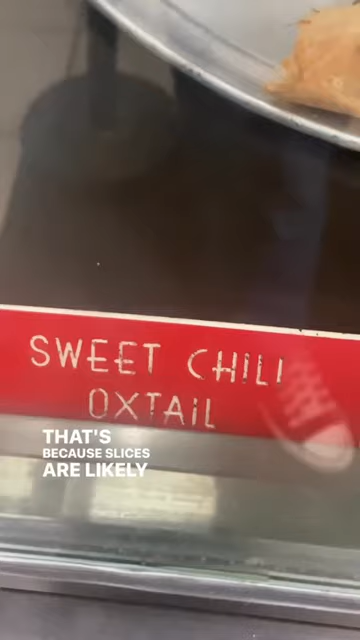 SWEET CHILI
OXTAIL
THAT'S
BECAUSE SLICES
ARE LIKELY